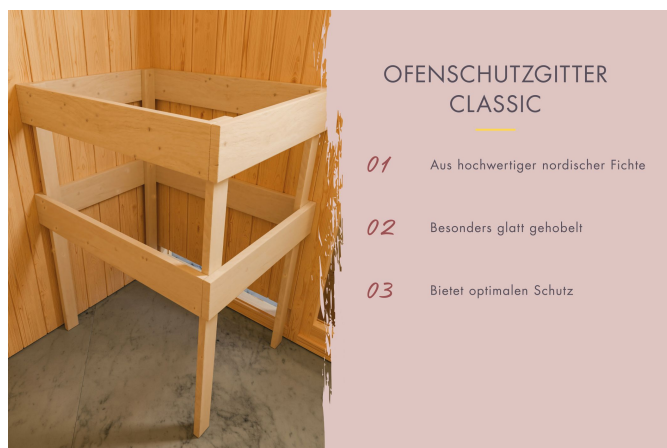 OFENSCHUTZGITTER
CLASSIC
01 Aus hochwertiger nordischer Fichte
02 Besonders glatt gehobelt
03 Bietet optimalen Schutz